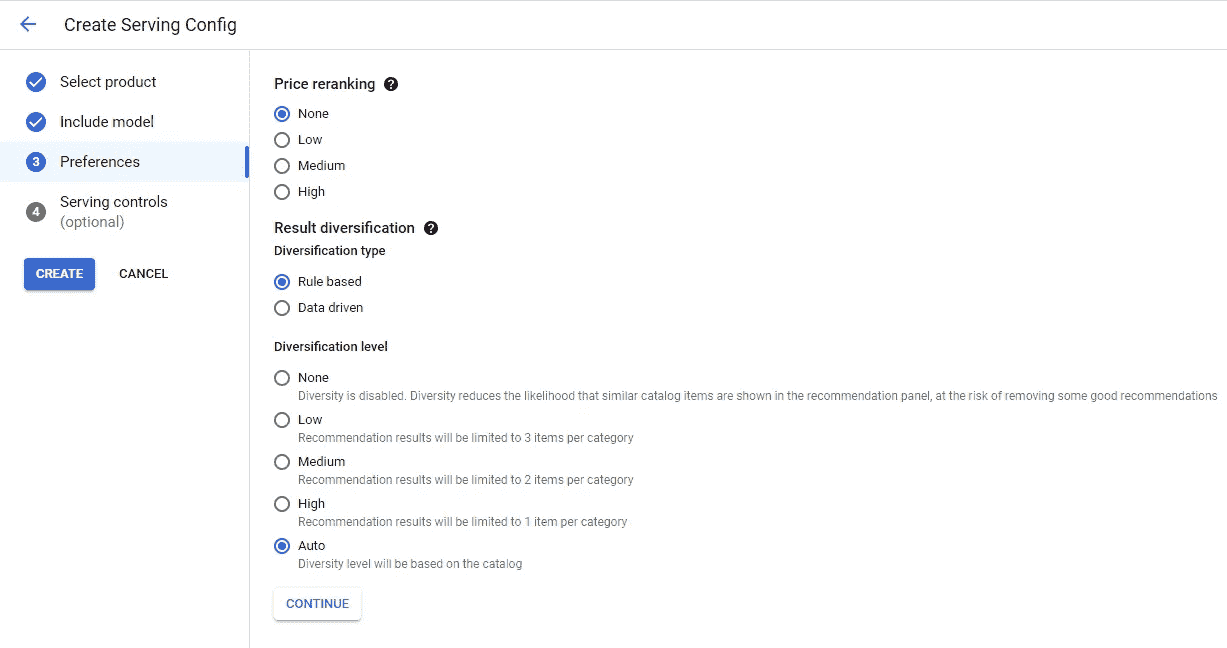 Create Serving Config
Select product
Include model
3 Preferences
4 Serving controls
(optional)
CREATE CANCEL
Price reranking ?
None
Low
Medium
High
Result diversification ?
Diversification type
Rule based
Data driven
Diversification level
None
Diversity is disabled. Diversity reduces the likelihood that similar catalog items are shown in the recommendation panel, at the risk of removing some good recommendations
Low
Recommendation results will be limited to 3 items per category
Medium
Recommendation results will be limited to 2 items per category
High
Recommendation results will be limited to 1 item per category
Auto
Diversity level will be based on the catalog
CONTINUE